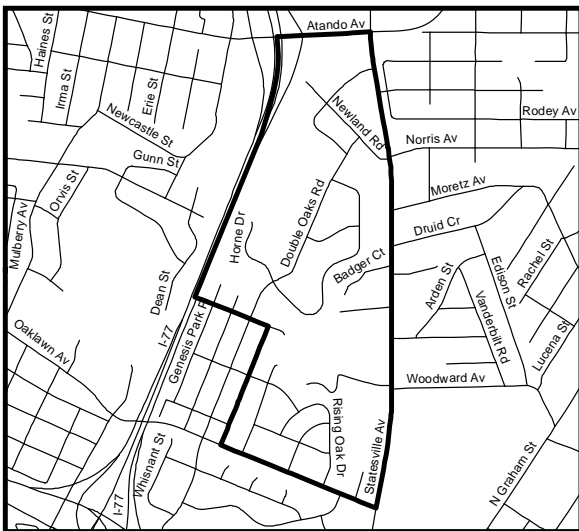 Atando Av
Haines St
Irma St
Erie St
Newcastle St
Gunn St
Orvis St
Mulberry Av
Dean St
Oaklawn Av
I-77
Genesis Park
Whisnant St
I-77
Horne Dr
Double Oaks Rd
Newland Rd
Badger Ct
Rising Oak Dr
Statesville Av
Rodey Av
Norris Av
Moretz Av
Druid Cr
Arden St
Edison St
Vanderbilt Rd
Rachel St
Lucena St
Woodward Av
N Graham St